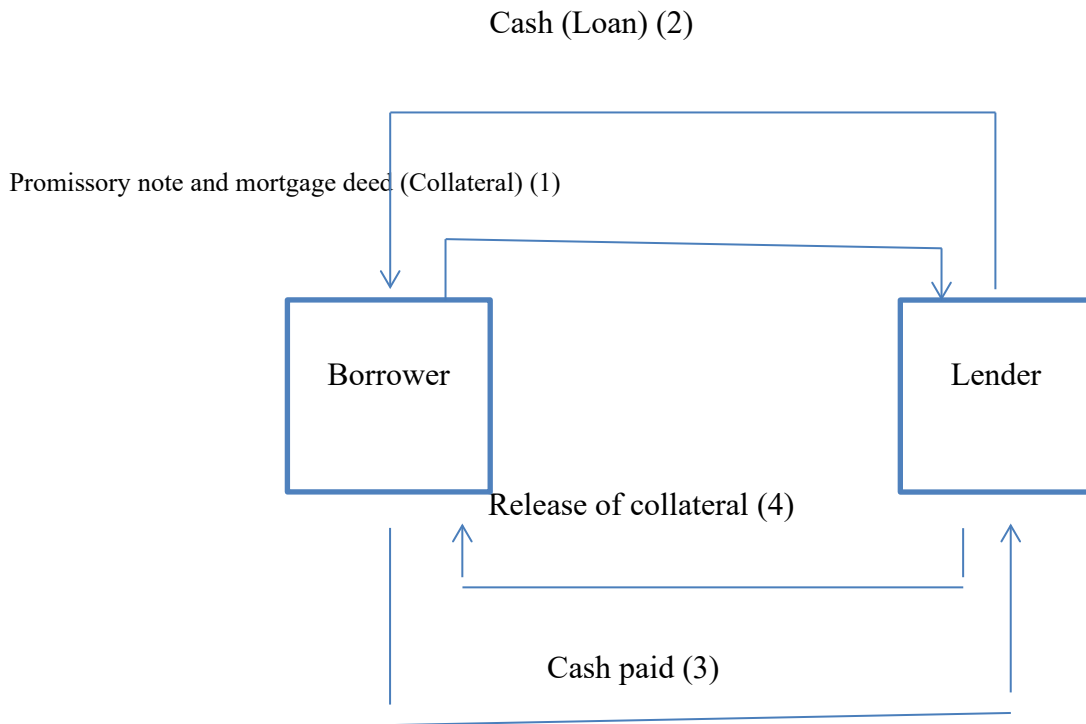 Cash (Loan) (2)
Promissory note and mortgage deed (Collateral) (1)
Borrower
Lender
Release of collateral (4)
Cash paid (3)